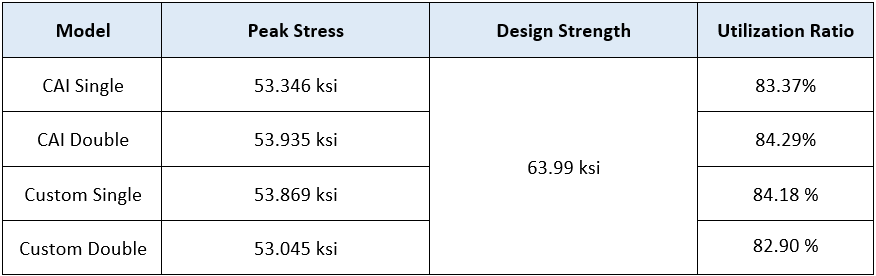 Model Peak Stress Design Strength Utilization Ratio
CAI Single 53.346 ksi 83.37%
CAI Double 53.935 ksi 84.29%
63.99 ksi
Custom Single 53.869 ksi 84.18 %
Custom Double 53.045 ksi 82.90 %